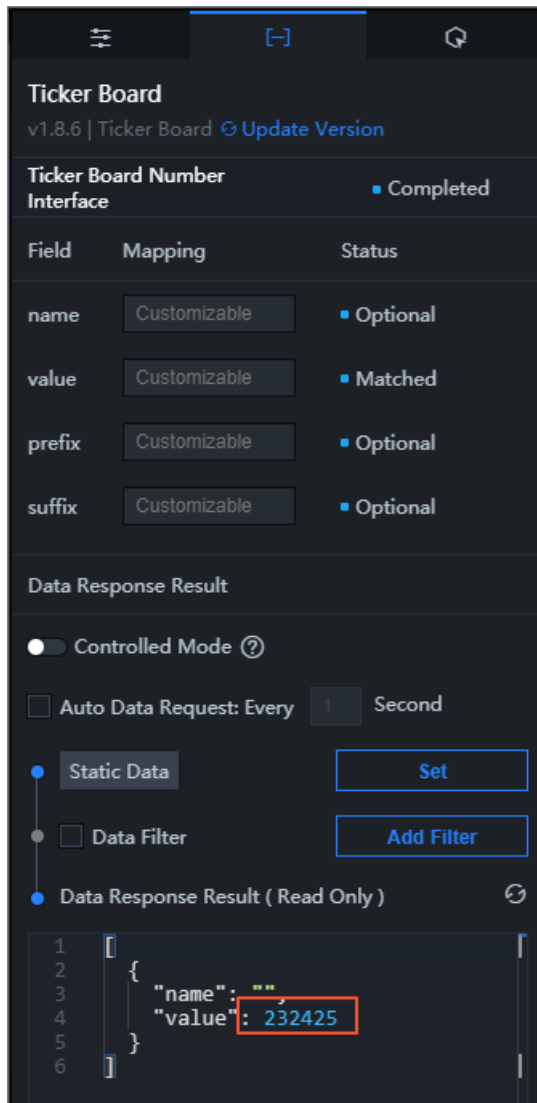 Ticker Board
v1.8.6 | Ticker Board Update Version
Ticker Board Number
Interface
Completed
Field Mapping Status
name Customizable Optional
value Customizable Matched
prefix Customizable Optional
suffix Customizable Optional
Data Response Result
Controlled Mode ?
Auto Data Request: Every 1 Second
Static Data Set
Data Filter Add Filter
Data Response Result ( Read Only )
1 [
2 {
3 "name": "",
4 "value": 232425
5 }
6 ]